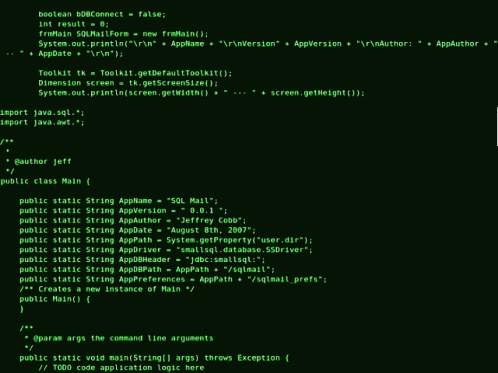 boolean bDBConnect = false;
int result = 0;
frmMain SQLMailForm = new frmMain();
System.out.println("\r\n" + AppName + "\r\nVersion" + AppVersion + "\r\nAuthor: " + AppAuthor + "
-- " + AppDate + "\r\n");
Toolkit tk = Toolkit.getDefaultToolkit();
Dimension screen = tk.getScreenSize();
System.out.println(screen.getWidth() + " --- " + screen.getHeight());
import java.sql.*;
import java.awt.*;
/**
*
* @author jeff
*/
public class Main {
public static String AppName = "SQL Mail";
public static String AppVersion = " 0.0.1 ";
public static String AppAuthor = "Jeffrey Cobb";
public static String AppDate = "August 8th, 2007";
public static String AppPath = System.getProperty("user.dir");
public static String AppDriver = "smallsql.database.SSDriver";
public static String AppDBHeader = "jdbc:smallsql:";
public static String AppDBPath = AppPath + "/sqlmail";
public static String AppPreferences = AppPath + "/sqlmail_prefs";
/** Creates a new instance of Main */
public Main() {
}
/**
* @param args the command line arguments
*/
public static void main(String[] args) throws Exception {
// TODO code application logic here